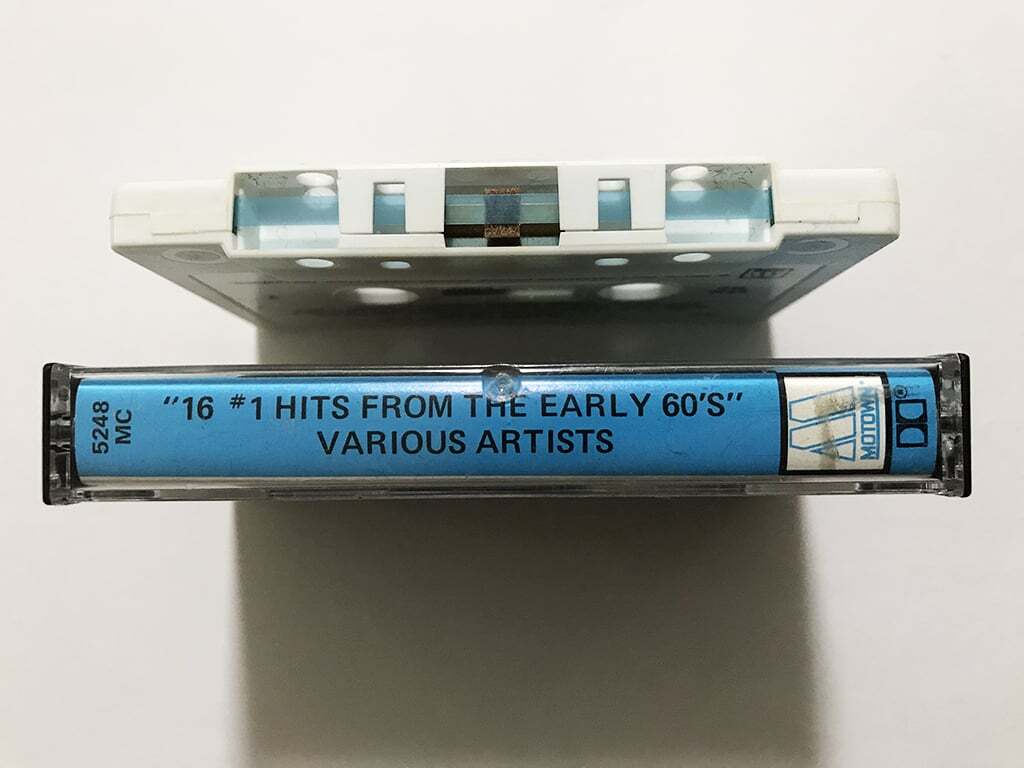 5248
MC
"16 #1 HITS FROM THE EARLY 60'S"
VARIOUS ARTISTS
MOTOWN®